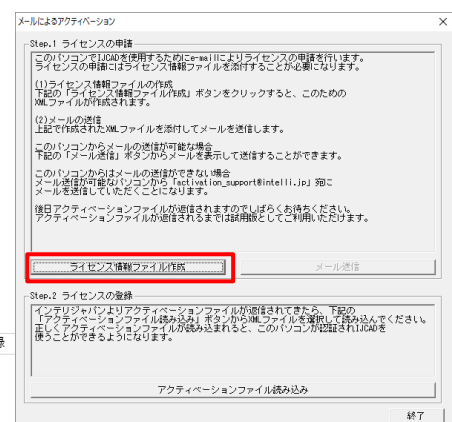 メールによるアクティベーション
Step.1 ライセンスの申請
このパソコンでIJCADを使用するためにe-mailによりライセンスの申請を行います。
ライセンスの申請にはライセンス情報ファイルを添付することが必要になります。
(1)ライセンス情報ファイルの作成
下記の「ライセンス情報ファイル作成」ボタンをクリックすると、このための
XMLファイルが作成されます。
(2)メールの送信
上記で作成されたXMLファイルを添付してメールを送信します。
このパソコンからメールの送信が可能な場合
下記の「メール送信」ボタンからメールを表示して送信することができます。
このパソコンからはメールの送信ができない場合
メール送信が可能なパソコンから「activation_support@intelli.jp」宛に
メールを送信していただくことになります。
後日アクティベーションファイルが返信されますのでしばらくお待ちください。
アクティベーションファイルが返信されるまでは試用版としてご利用いただけます。
ライセンス情報ファイル作成
メール送信
Step.2 ライセンスの登録
インテリジャパンよりアクティベーションファイルが返信されてきたら、下記の
「アクティベーションファイル読み込み」ボタンからXMLファイルを選択して読み込んでください。
正しくアクティベーションファイルが読み込まれると、このパソコンが認証されIJCADを
使うことができるようになります。
アクティベーションファイル読み込み
終了